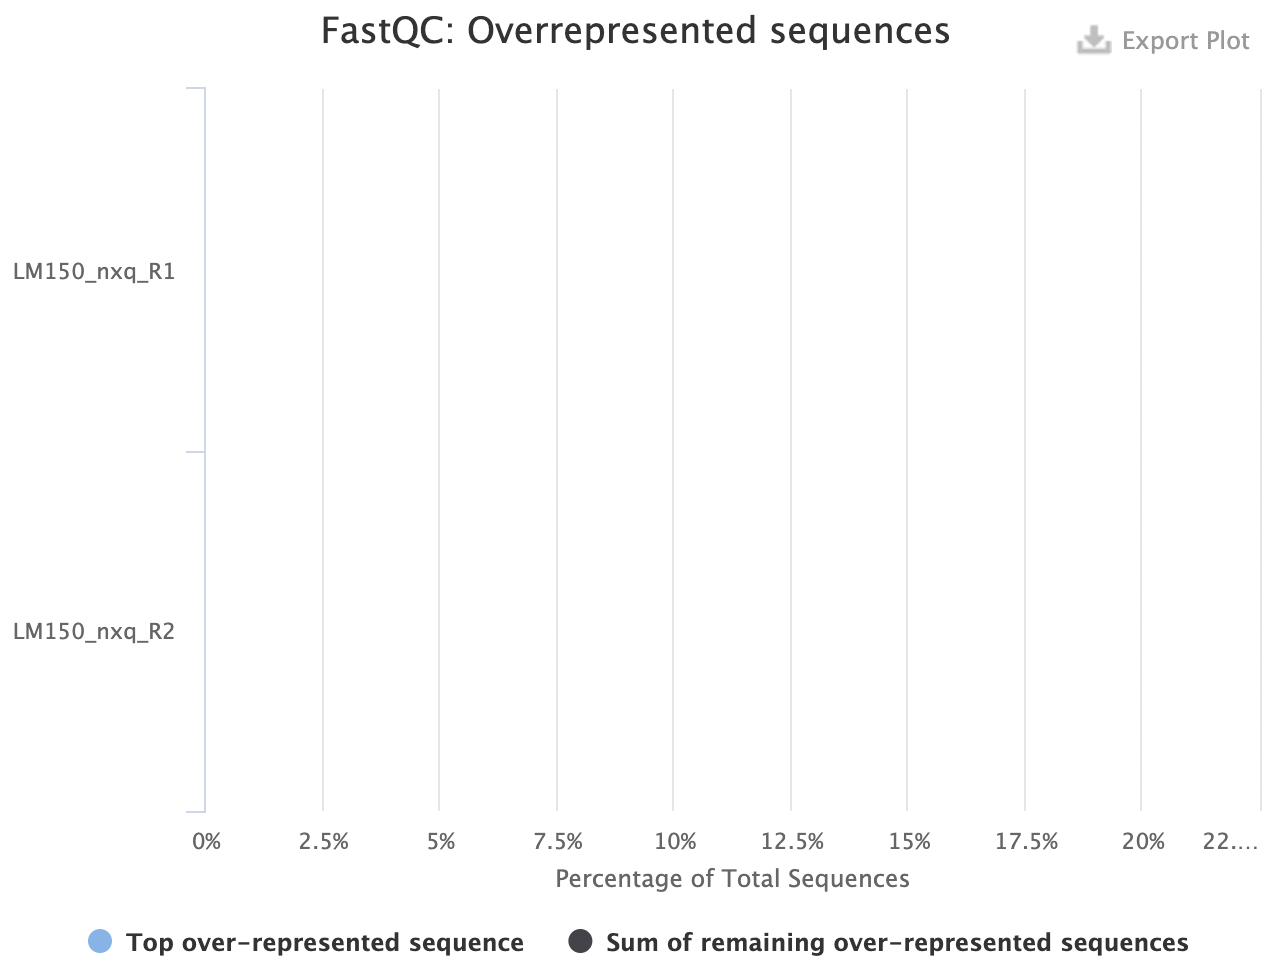 FastQC: Overrepresented sequences
Export Plot
LM150_nxq_R1
LM150_nxq_R2
0% 2.5% 5% 7.5% 10% 12.5% 15% 17.5% 20% 22.…
Percentage of Total Sequences
Top over-represented sequence Sum of remaining over-represented sequences